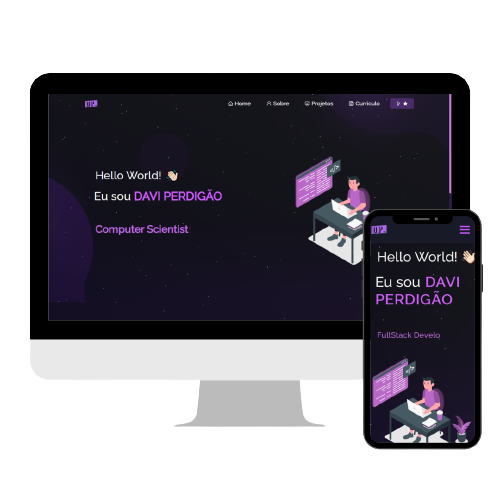 DP.
Home
Sobre
Projetos
Currículo
Hello World! 👋🏻
Eu sou DAVI PERDIGÃO
Computer Scientist
</>
DP.
Hello World! 👋🏻
Eu sou DAVI
PERDIGÃO
FullStack Develo
</>